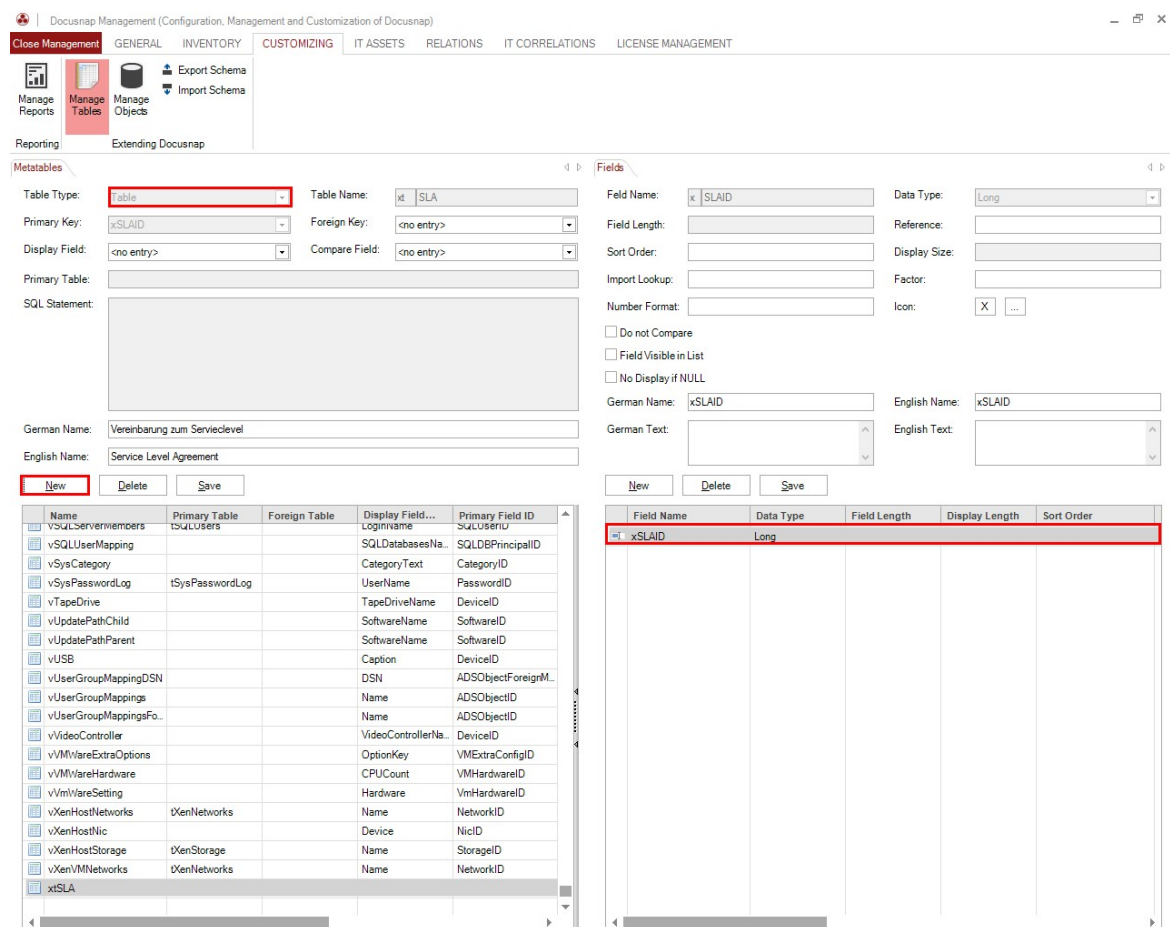 Docusnap Management (Configuration, Management and Customization of Docusnap)
Close Management GENERAL INVENTORY CUSTOMIZING IT ASSETS RELATIONS IT CORRELATIONS LICENSE MANAGEMENT
Manage Reports
Manage Tables
Manage Objects
Export Schema
Import Schema
Reporting
Extending Docusnap
Metatables
Table Ttype: Table Table Name: xt SLA
Primary Key: xSLAID Foreign Key: <no entry>
Display Field: <no entry> Compare Field: <no entry>
Primary Table:
SQL Statement:
German Name: Vereinbarung zum Servieclevel
English Name: Service Level Agreement
New Delete Save
Name Primary Table Foreign Table Display Field... Primary Field ID
vSQLServerMembers tSQLUsers LoginName SQLUserID
vSQLUserMapping SQLDatabasesNa... SQLDBPrincipalID
vSysCategory CategoryText CategoryID
vSysPasswordLog tSysPasswordLog UserName PasswordID
vTapeDrive TapeDriveName DeviceID
vUpdatePathChild SoftwareName SoftwareID
vUpdatePathParent SoftwareName SoftwareID
vUSB Caption DeviceID
vUserGroupMappingDSN DSN ADSObjectForeignM...
vUserGroupMappings Name ADSObjectID
vUserGroupMappingsFo... Name ADSObjectID
vVideoController VideoControllerNa... DeviceID
vVMWareExtraOptions OptionKey VMExtraConfigID
vVMWareHardware CPUCount VMHardwareID
vVmWareSetting Hardware VmHardwareID
vXenHostNetworks tXenNetworks Name NetworkID
vXenHostNic Device NicID
vXenHostStorage tXenStorage Name StorageID
vXenVMNetworks tXenNetworks Name NetworkID
xtSLA
Fields
Feld Name: x SLAID Data Type: Long
Field Length: Reference:
Sort Order: Display Size:
Import Lookup: Factor:
Number Format: Icon: X ...
Do not Compare
Field Visible in List
No Display if NULL
German Name: xSLAID English Name: xSLAID
German Text: English Text:
New Delete Save
Field Name Data Type Field Length Display Length Sort Order
xSLAID Long